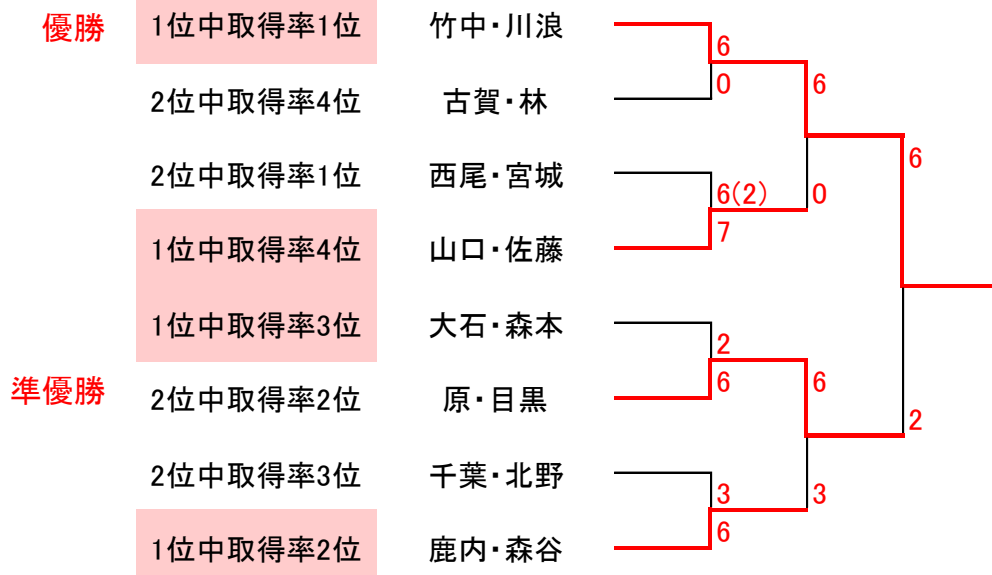 優勝 1位中取得率1位 竹中・川浪
6
0
6
2位中取得率4位 古賀・林
6
2位中取得率1位 西尾・宮城
6(2)
0
7
1位中取得率4位 山口・佐藤
1位中取得率3位 大石・森本
2
準優勝 2位中取得率2位 原・目黒
6
6
2
2位中取得率3位 千葉・北野
3
3
6
1位中取得率2位 鹿内・森谷